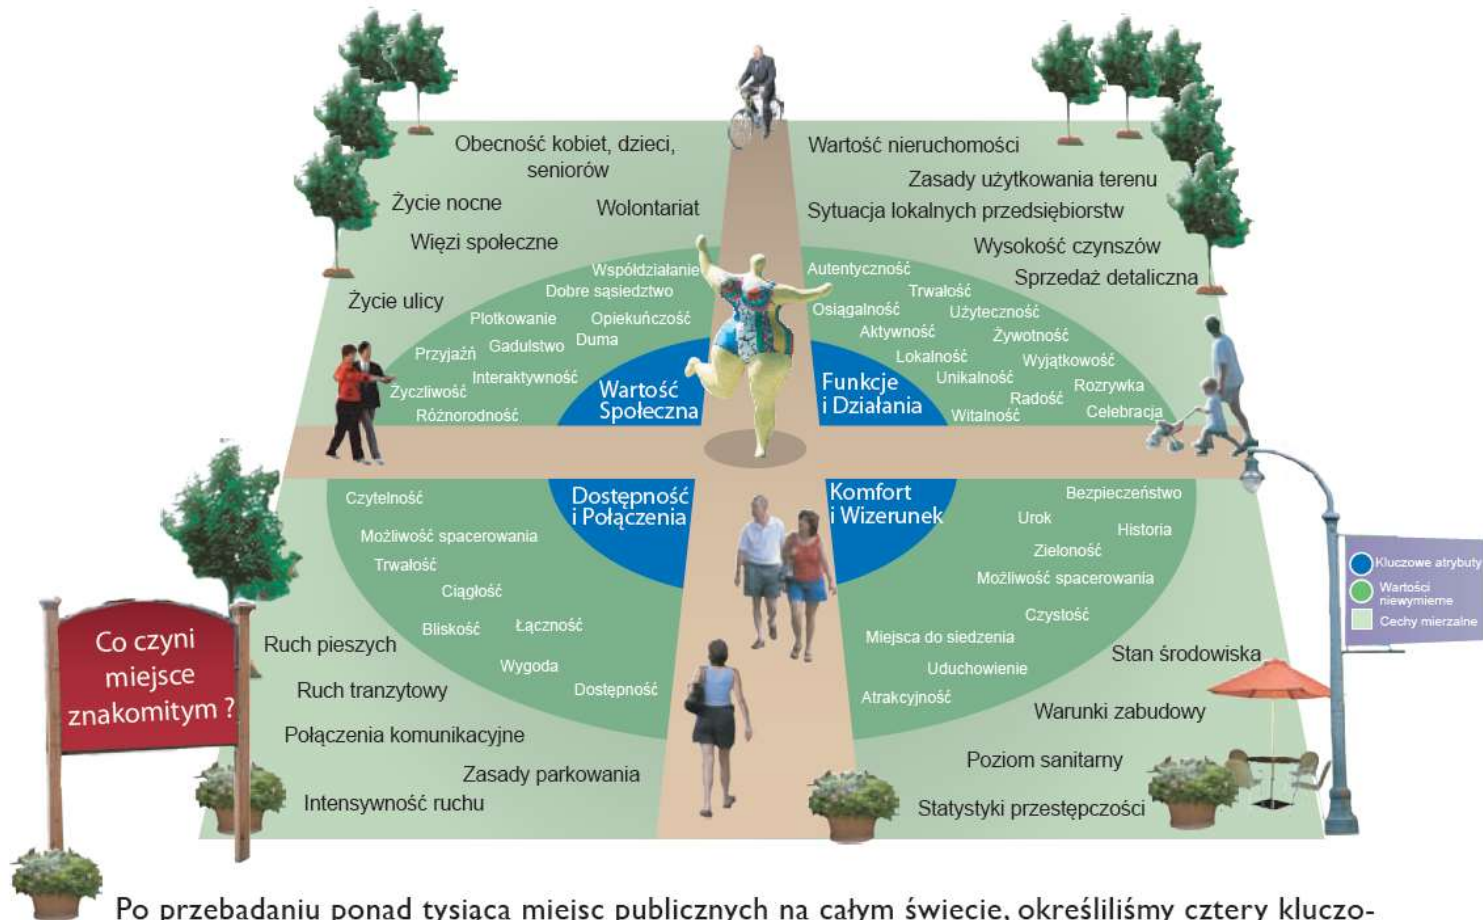 Obecność kobiet, dzieci,
seniorów
Życie nocne
Wolontariat
Więzi społeczne
Życie ulicy
Współdziałanie
Dobre sąsiedztwo
Plotkowanie
Opiekuńczość
Duma
Gadulstwo
Przyjaźń
Interaktywność
Życzliwość
Różnorodność
Wartość
Społeczna
Wartość nieruchomości
Zasady użytkowania terenu
Sytuacja lokalnych przedsiębiorstw
Wysokość czynszów
Sprzedaż detaliczna
Autentyczność
Trwałość
Osiągalność
Użyteczność
Aktywność
Żywotność
Lokalność
Wyjątkowość
Unikalność
Rozrywka
Radość
Witalność
Celebracja
Funkcje
i Działania
Dostępność
i Połączenia
Czytelność
Możliwość spacerowania
Trwałość
Ciągłość
Bliskość
Łączność
Wygoda
Dostępność
Ruch pieszych
Ruch tranzytowy
Połączenia komunikacyjne
Zasady parkowania
Intensywność ruchu
Komfort
i Wizerunek
Bezpieczeństwo
Urok
Historia
Zieloność
Możliwość spacerowania
Czystość
Miejsca do siedzenia
Uduchowienie
Atrakcyjność
Stan środowiska
Warunki zabudowy
Poziom sanitarny
Statystyki przestępczości
Kluczowe atrybuty
Wartości
niewymierne
Cechy mierzalne
Co czyni
miejsce
znakomitym ?
Po przebadaniu ponad tysiąca miejsc publicznych na całym świecie, określiliśmy cztery kluczo-